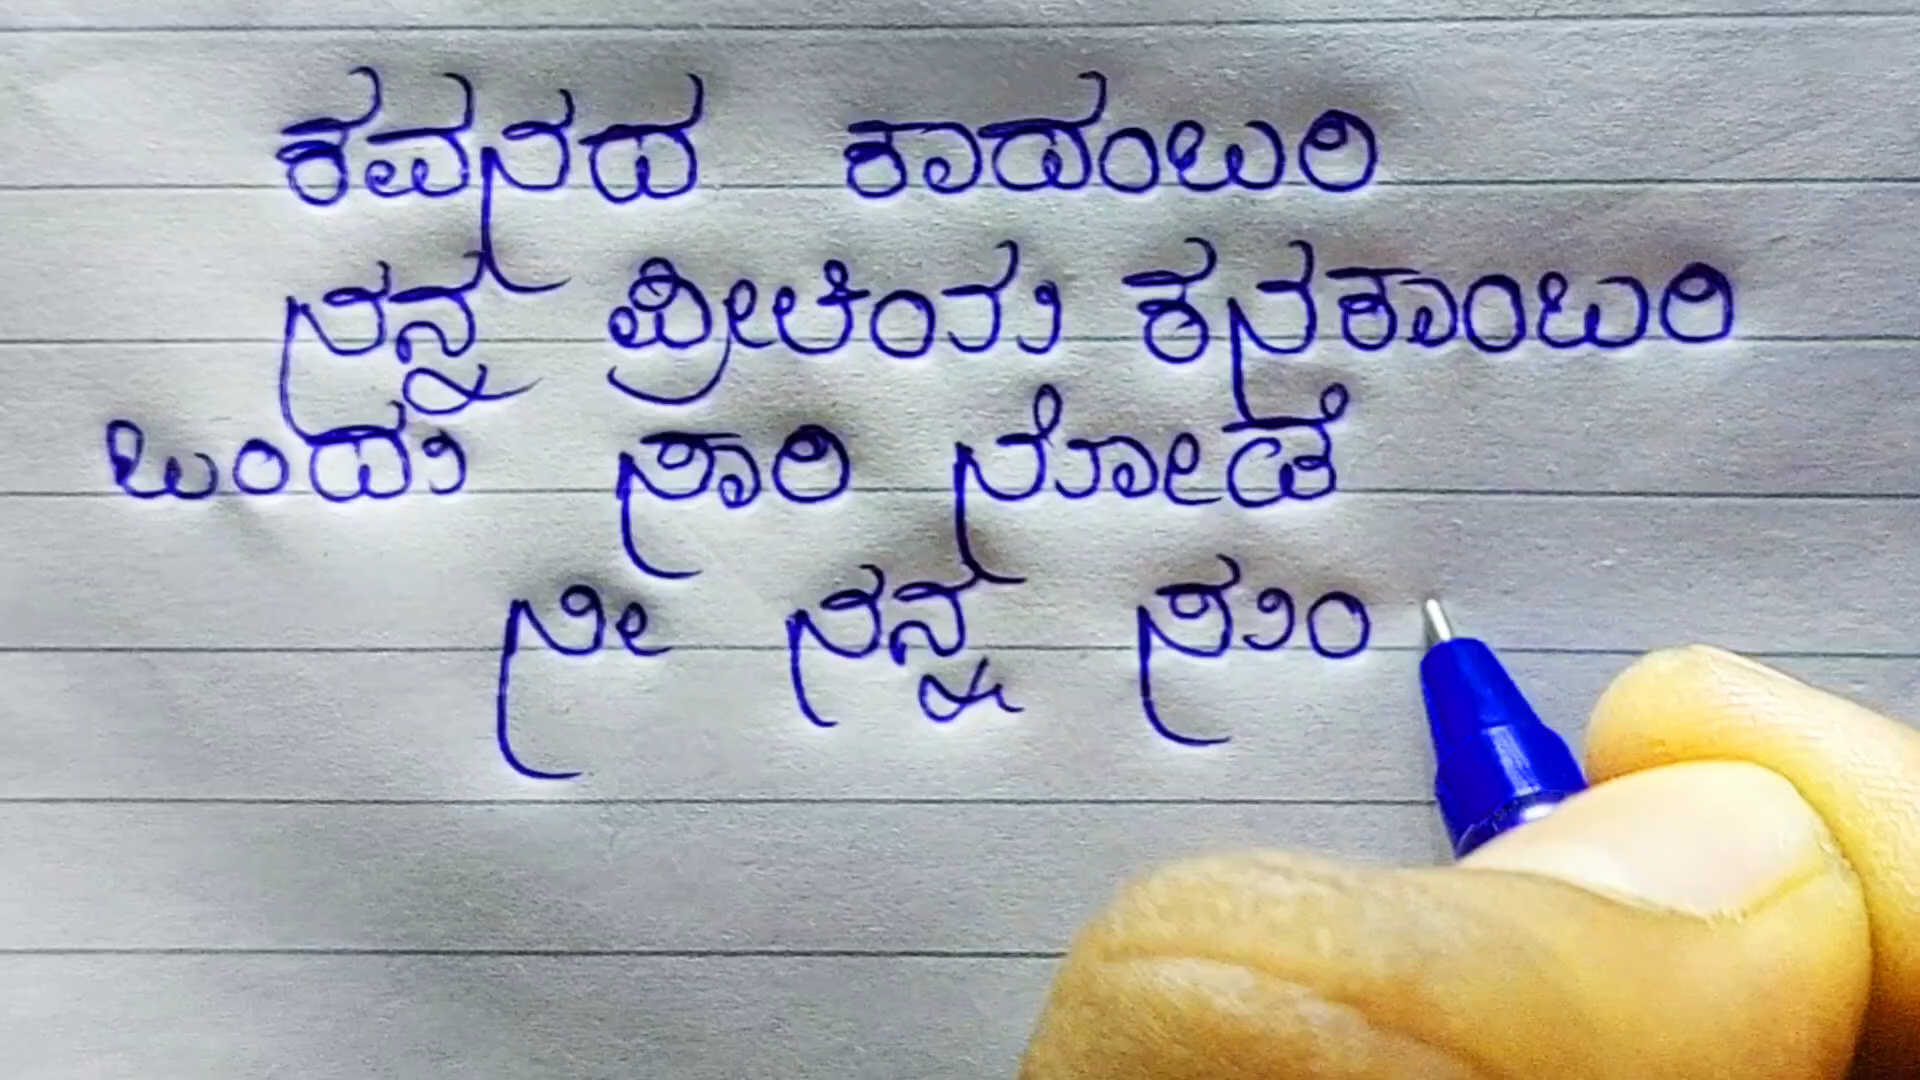 ಕವನದ ಕಾದಂಬರಿ
ನನ್ನ ಪ್ರೀತಿಯ ಕನಕಾಂಬರಿ
ಒಂದು ಸಾರಿ ನೋಡೆ
ನೀ ನನ್ನ ಸುಂ